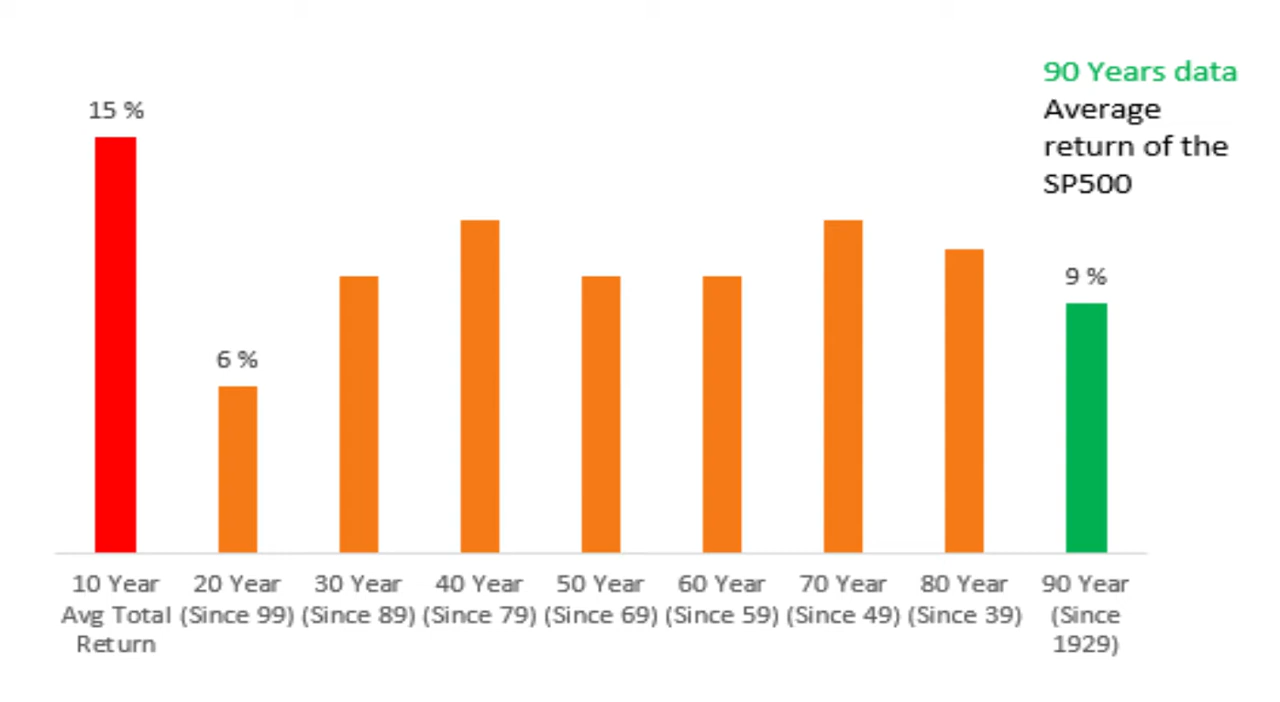 90 Years data
Average
return of the
SP500
15 %
6 %
9 %
10 Year
Avg Total
Return
20 Year
(Since 99)
30 Year
(Since 89)
40 Year
(Since 79)
50 Year
(Since 69)
60 Year
(Since 59)
70 Year
(Since 49)
80 Year
(Since 39)
90 Year
(Since
1929)